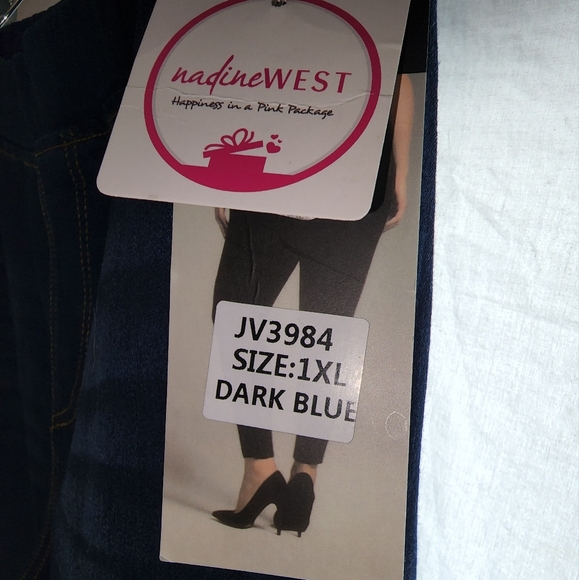 nadineWEST
Happiness in a Pink Package
JV3984
SIZE:1XL
DARK BLUE